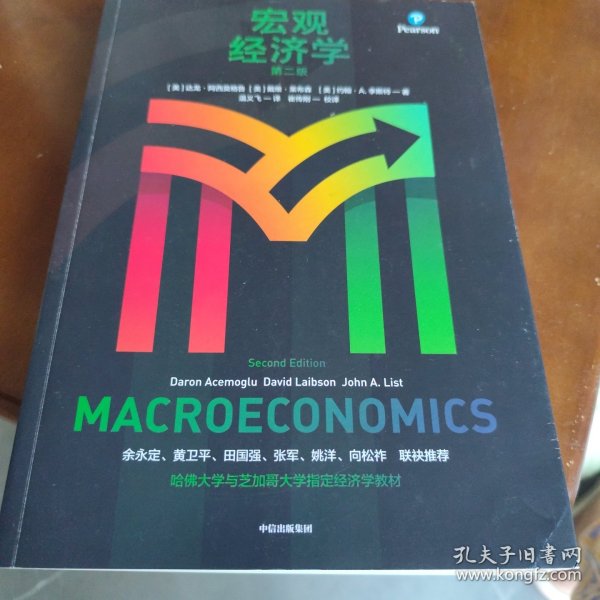 宏观
经济学
第二版
Pearson
[美]达龙·阿西莫格鲁 [美]戴维·莱布森 [美]约翰·A.李斯特 一 著
温义飞 一 译 崔传刚 一 校译
Second Edition
Daron Acemoglu David Laibson John A. List
MACROECONOMICS
余永定、黄卫平、田国强、张军、姚洋、向松祚 联袂推荐
哈佛大学与芝加哥大学指定经济学教材
中信出版集团
孔夫子旧书网
www.kongfz.com